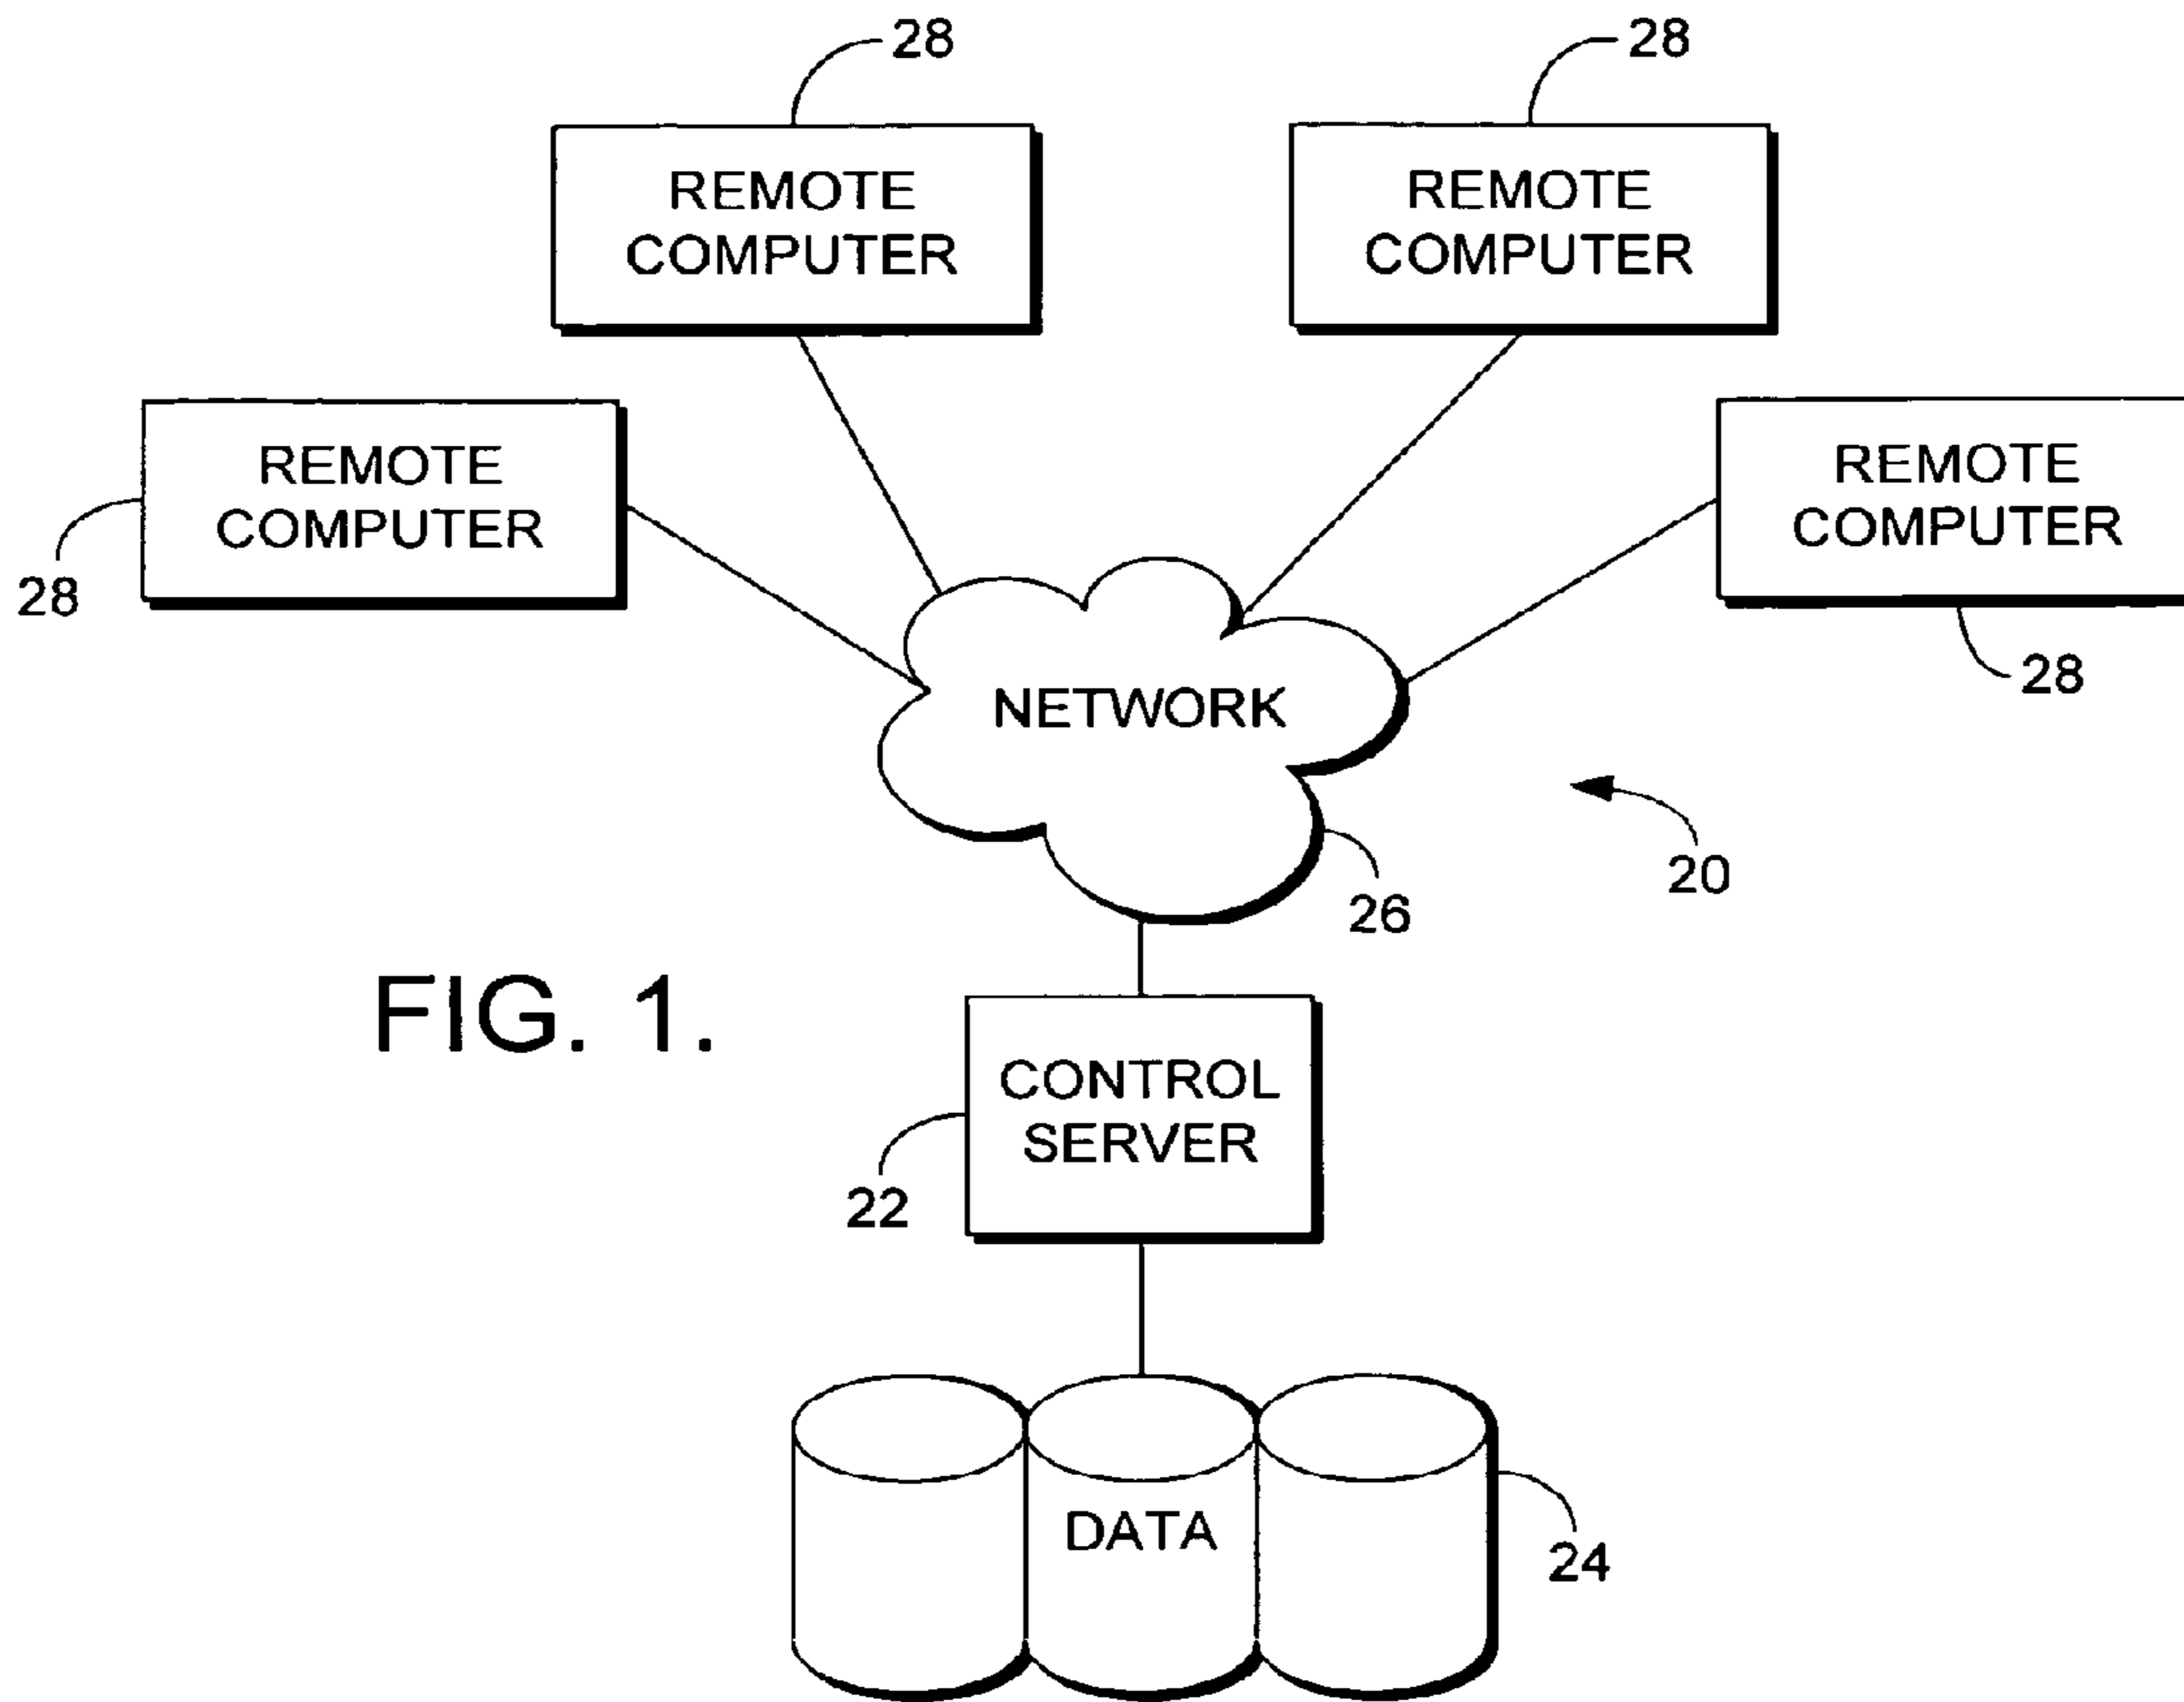 28
28
REMOTE
COMPUTER
REMOTE
COMPUTER
REMOTE
COMPUTER
REMOTE
COMPUTER
28
28
NETWORK
20
26
FIG. 1.
CONTROL
SERVER
22
DATA
24